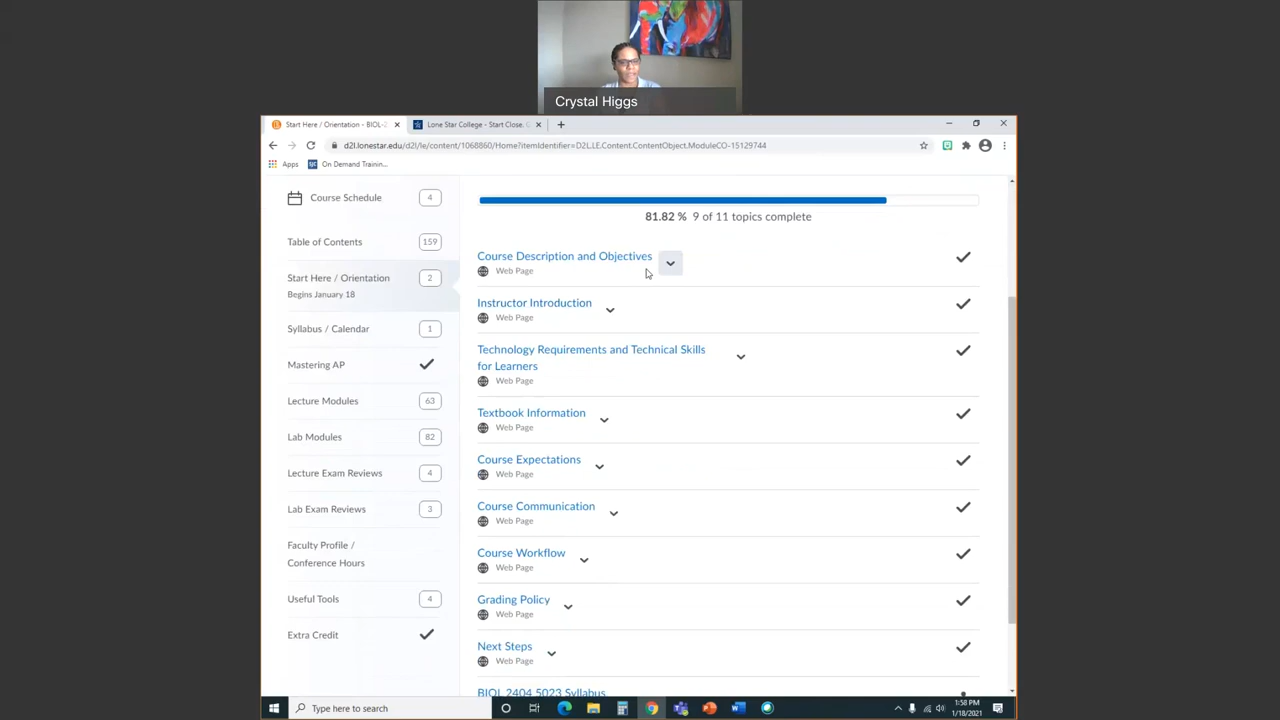 Crystal Higgs
Start Here / Orientation - BIOL-2
Lone Star College - Start Close, G
d2l.lonestar.edu/d2l/le/content/1068860/Home?itemIdentifier=D2L.LE.Content.ContentObject.ModuleCO-15129744
Apps
On Demand Trainin...
Course Schedule 4
Table of Contents 159
Start Here / Orientation 2
Begins January 18
Syllabus / Calendar 1
Mastering AP
Lecture Modules 63
Lab Modules 82
Lecture Exam Reviews 4
Lab Exam Reviews 3
Faculty Profile /
Conference Hours
Useful Tools 4
Extra Credit
81.82 % 9 of 11 topics complete
Course Description and Objectives
Web Page
Instructor Introduction
Web Page
Technology Requirements and Technical Skills
for Learners
Web Page
Textbook Information
Web Page
Course Expectations
Web Page
Course Communication
Web Page
Course Workflow
Web Page
Grading Policy
Web Page
Next Steps
Web Page
BIOL 2404 5023 Syllabus
Type here to search
1:58 PM
1/18/2021